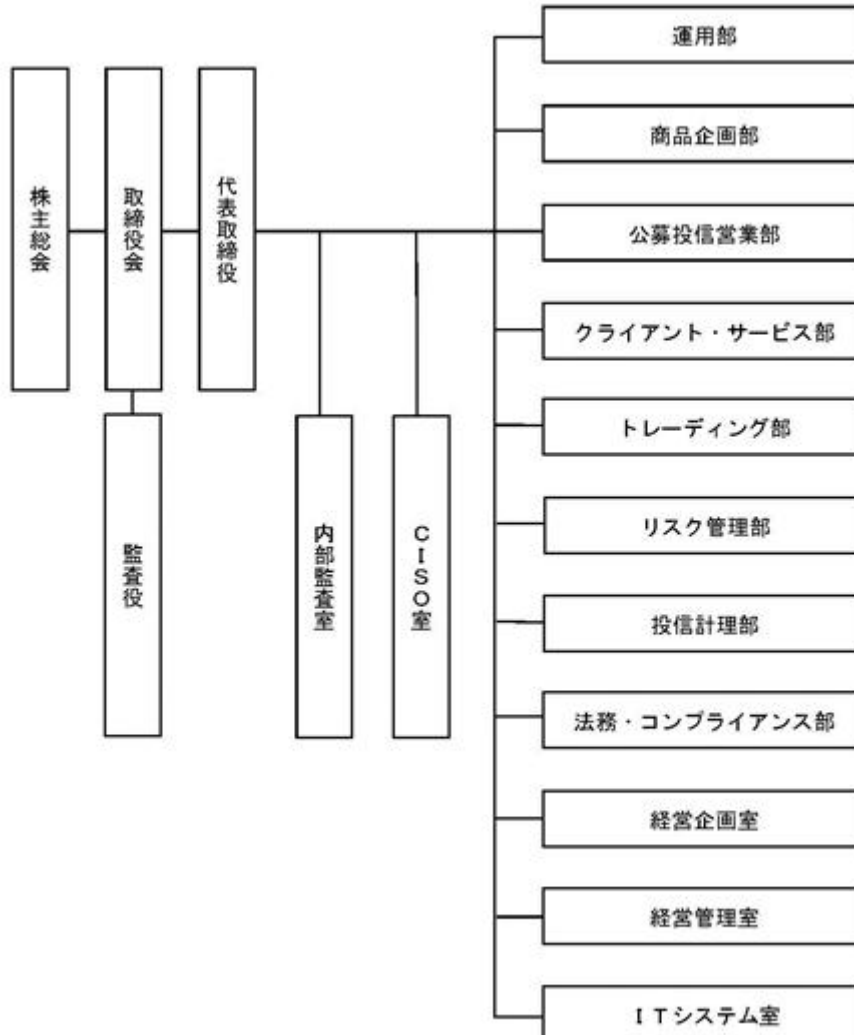 株主総会
取締役会
代表取締役
監査役
内部監査室
ＣＩＳＯ室
運用部
商品企画部
公募投信営業部
クライアント・サービス部
トレーディング部
リスク管理部
投信計理部
法務・コンプライアンス部
経営企画室
経営管理室
ＩＴシステム室